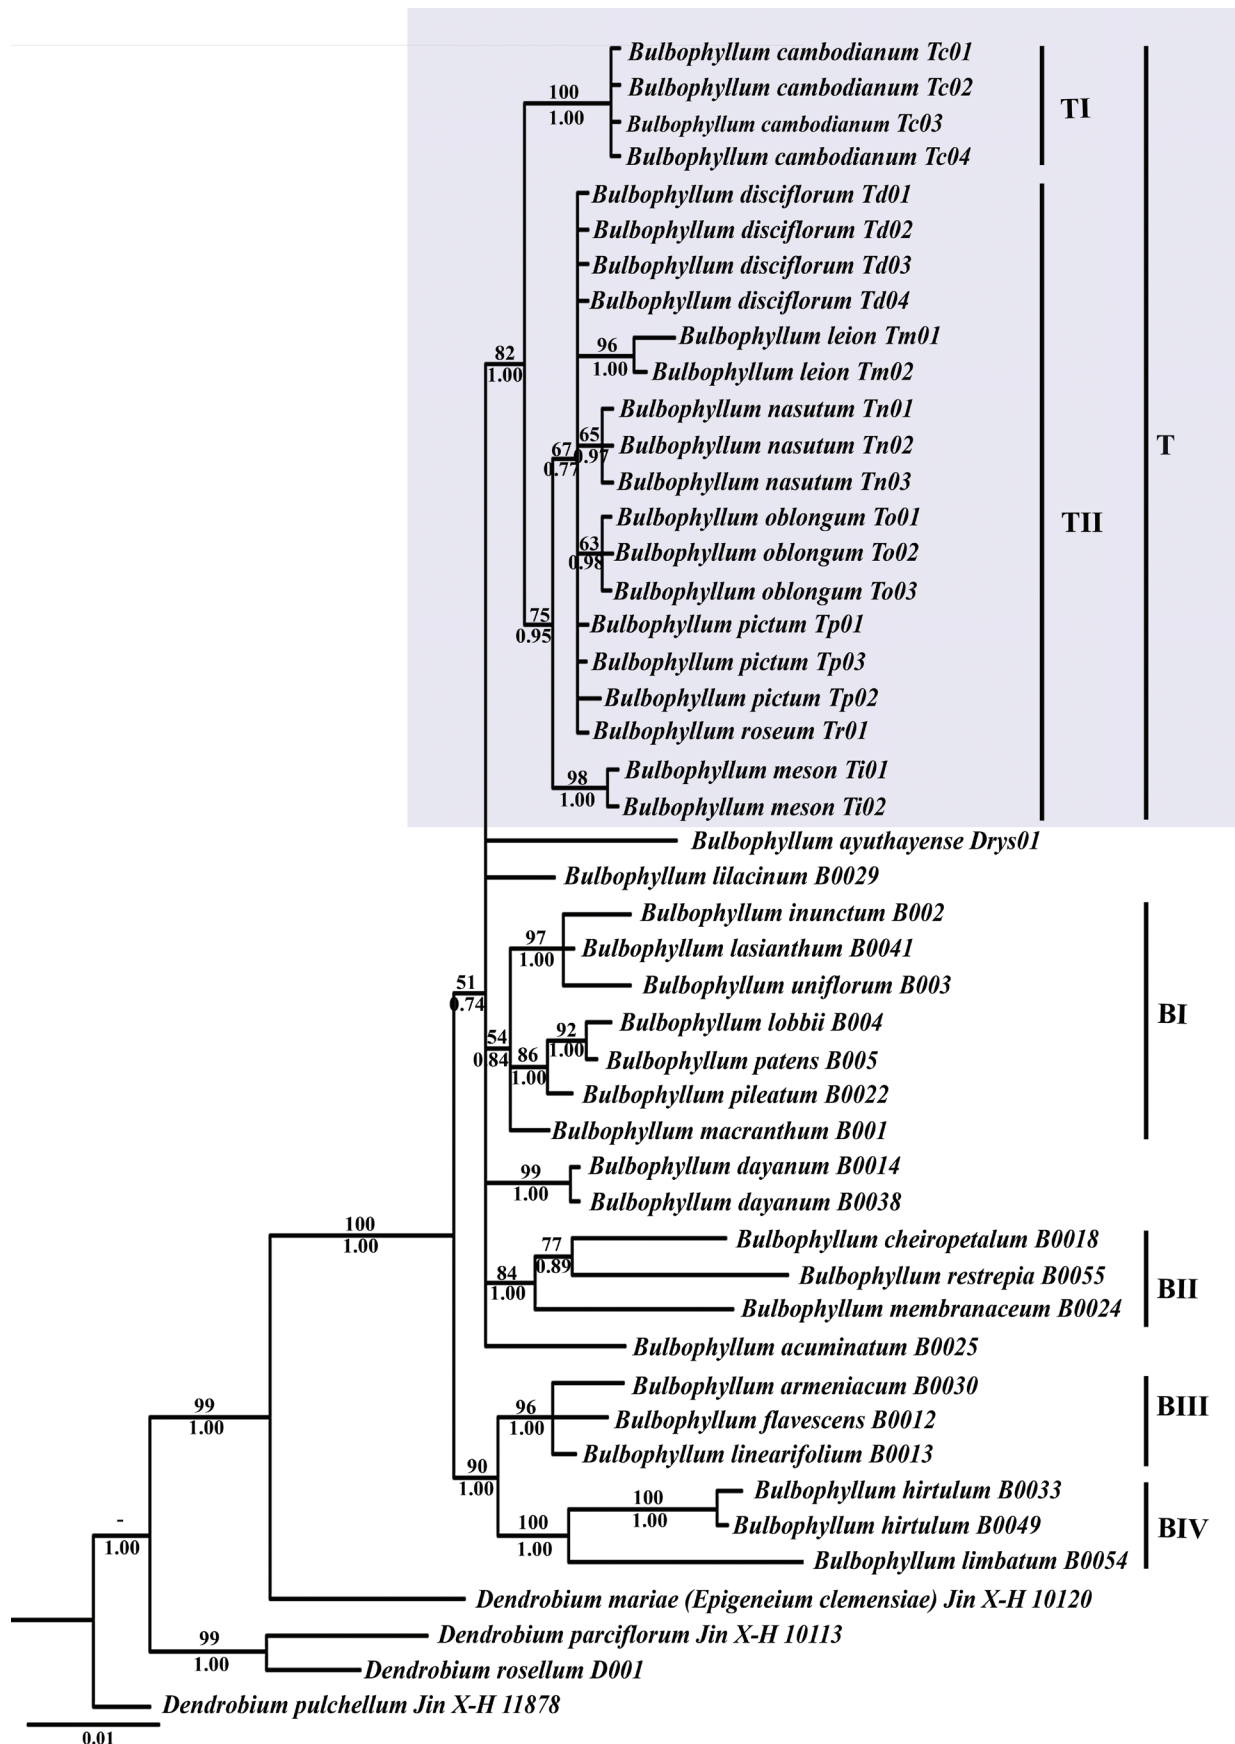 Bulbophyllum cambodianum Tc01
Bulbophyllum cambodianum Tc02
100
1.00
Bulbophyllum cambodianum Tc03
Bulbophyllum cambodianum Tc04
TI
Bulbophyllum disciflorum Td01
Bulbophyllum disciflorum Td02
Bulbophyllum disciflorum Td03
Bulbophyllum disciflorum Td04
Bulbophyllum leion Tm01
96
1.00
Bulbophyllum leion Tm02
82
1.00
Bulbophyllum nasutum Tn01
65
0.97
Bulbophyllum nasutum Tn02
67
0.77
Bulbophyllum nasutum Tn03
T
Bulbophyllum oblongum To01
TII
63
0.98
Bulbophyllum oblongum To02
Bulbophyllum oblongum To03
75
0.95
Bulbophyllum pictum Tp01
Bulbophyllum pictum Tp03
Bulbophyllum pictum Tp02
Bulbophyllum roseum Tr01
Bulbophyllum meson Ti01
98
1.00
Bulbophyllum meson Ti02
Bulbophyllum ayuthayense Drys01
Bulbophyllum lilacinum B0029
Bulbophyllum inunctum B002
97
1.00
Bulbophyllum lasianthum B0041
Bulbophyllum uniflorum B003
51
0.74
BI
Bulbophyllum lobbii B004
92
1.00
54
0.84
86
1.00
Bulbophyllum patens B005
Bulbophyllum pileatum B0022
Bulbophyllum macranthum B001
Bulbophyllum dayanum B0014
99
1.00
Bulbophyllum dayanum B0038
100
1.00
Bulbophyllum cheiropetalum B0018
77
0.89
Bulbophyllum restrepia B0055
84
1.00
BII
Bulbophyllum membranaceum B0024
Bulbophyllum acuminatum B0025
Bulbophyllum armeniacum B0030
99
1.00
96
1.00
Bulbophyllum flavescens B0012
BIII
Bulbophyllum linearifolium B0013
90
1.00
Bulbophyllum hirtulum B0033
100
1.00
Bulbophyllum hirtulum B0049
-
1.00
100
1.00
BIV
Bulbophyllum limbatum B0054
Dendrobium mariae (Epigeneium clemensiae) Jin X-H 10120
Dendrobium parciflorum Jin X-H 10113
99
1.00
Dendrobium rosellum D001
Dendrobium pulchellum Jin X-H 11878
0.01